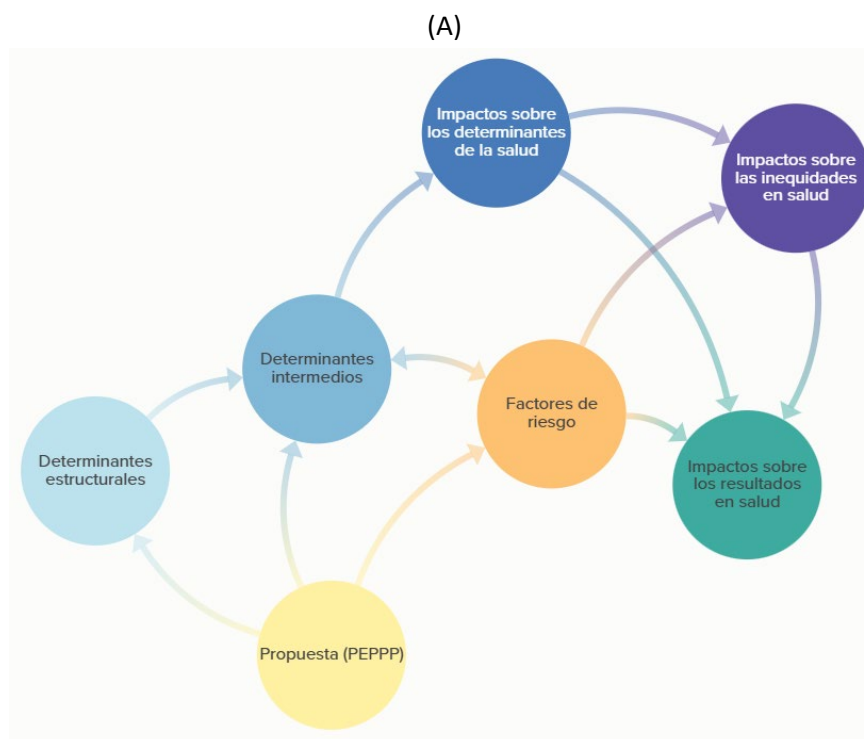 (A)
Impactos sobre
los determinantes
de la salud
Impactos sobre
las inequidades
en salud
Determinantes
intermedios
Factores de
riesgo
Determinantes
estructurales
Impactos sobre
los resultados
en salud
Propuesta (PEPPP)